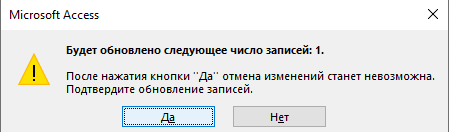 Microsoft Access
Будет обновлено следующее число записей: 1.
После нажатия кнопки "Да" отмена изменений станет невозможна.
Подтвердите обновление записей.
Да
Нет